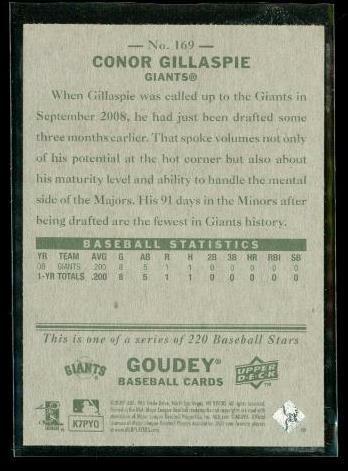 — No. 169 —
CONOR GILLASPIE
GIANTS®
When Gillaspie was called up to the Giants in
September 2008, he had just been drafted some
three months earlier. That spoke volumes not only
of his potential at the hot corner but also about
his maturity level and ability to handle the mental
side of the Majors. His 91 days in the Minors after
being drafted are the fewest in Giants history.
BASEBALL STATISTICS
YR TEAM AVG G AB R H 2B 3B HR RBI SB
08 GIANTS .200 8 5 1 1 0 0 0 0 0
1-YR TOTALS .200 8 5 1 1 0 0 0 0 0
This is one of a series of 220 Baseball Stars
GIANTS
GOUDEY®
BASEBALL CARDS
UPPER
DECK
K7PYQ